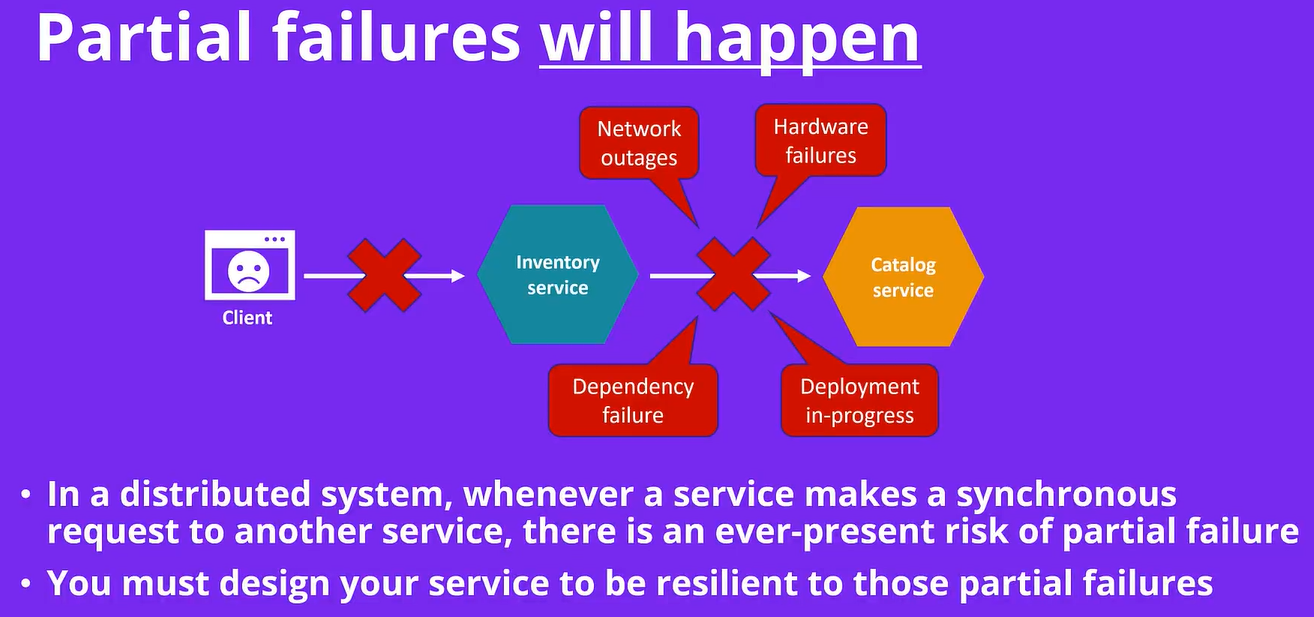 Partial failures will happen
Network
outages
Hardware
failures
Inventory
service
Catalog
service
Client
Dependency
failure
Deployment
in-progress
• In a distributed system, whenever a service makes a synchronous
request to another service, there is an ever-present risk of partial failure
• You must design your service to be resilient to those partial failures